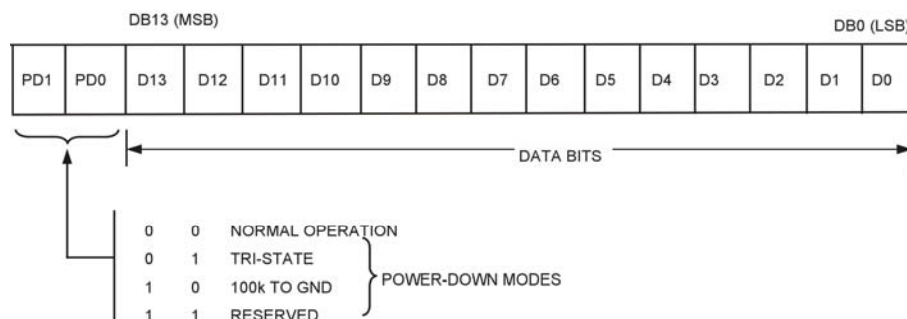 DB13 (MSB)
DB0 (LSB)
PD1 PD0 D13 D12 D11 D10 D9 D8 D7 D6 D5 D4 D3 D2 D1 D0
DATA BITS
0 0 NORMAL OPERATION
0 1 TRI-STATE
1 0 100k TO GND
1 1 RESERVED
POWER-DOWN MODES